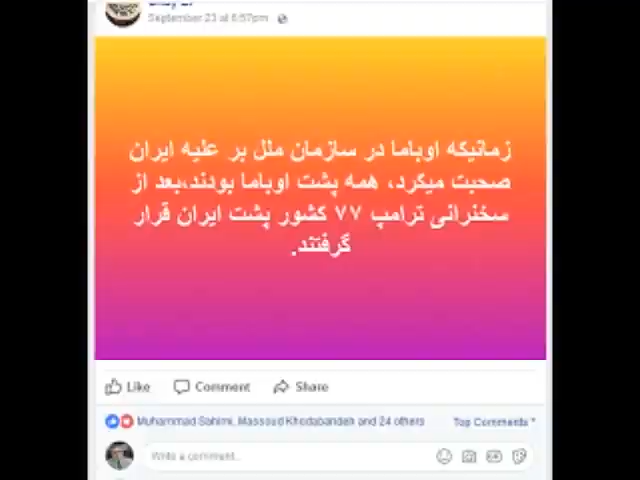 September 23 at 6:57pm
زمانیکه اوباما در سازمان ملل بر علیه ایران
صحبت میکرد، همه پشت اوباما بودند،بعد از
سخنرانی ترامپ ۷۷ کشور پشت ایران قرار
گرفتند.
Like Comment Share
Muhammad Sahimi, Massoud Khodabandeh and 24 others Top Comments
Write a comment...